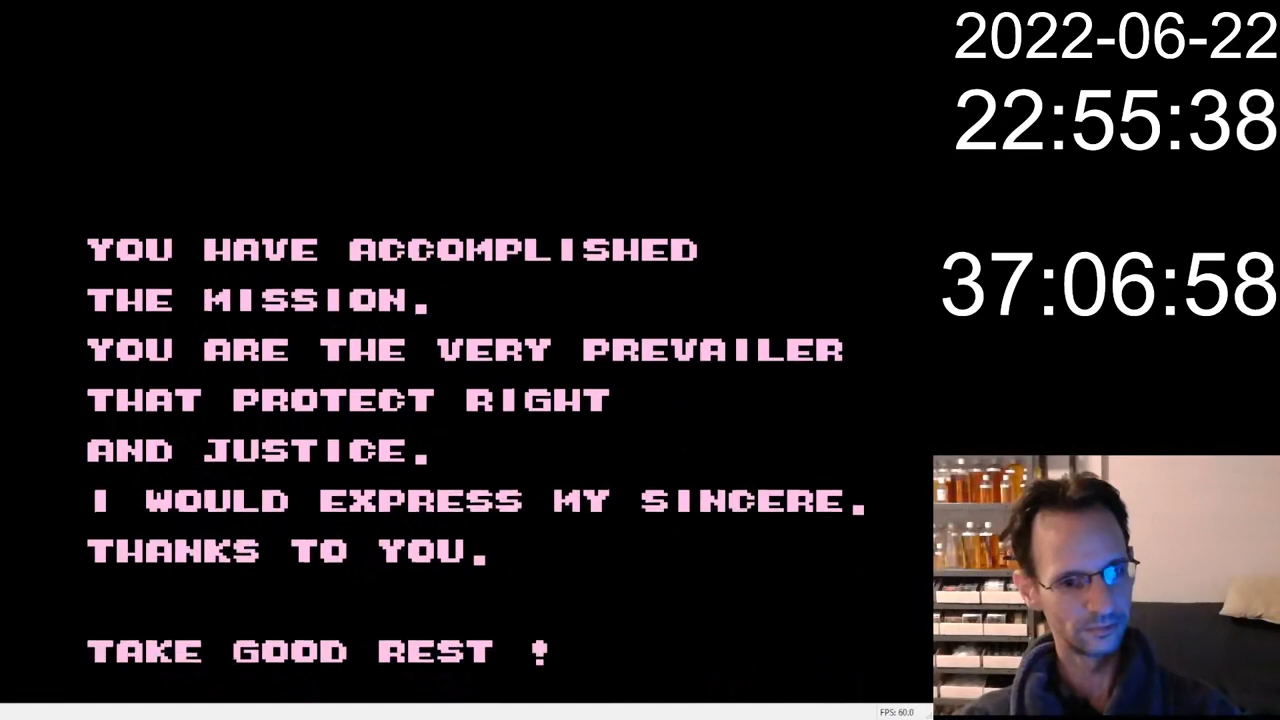 2022-06-22
22:55:38
37:06:58
YOU HAVE ACCOMPLISHED
THE MISSION.
YOU ARE THE VERY PREVAILER
THAT PROTECT RIGHT
AND JUSTICE.
I WOULD EXPRESS MY SINCERE.
THANKS TO YOU.
TAKE GOOD REST !
FPS: 60.0